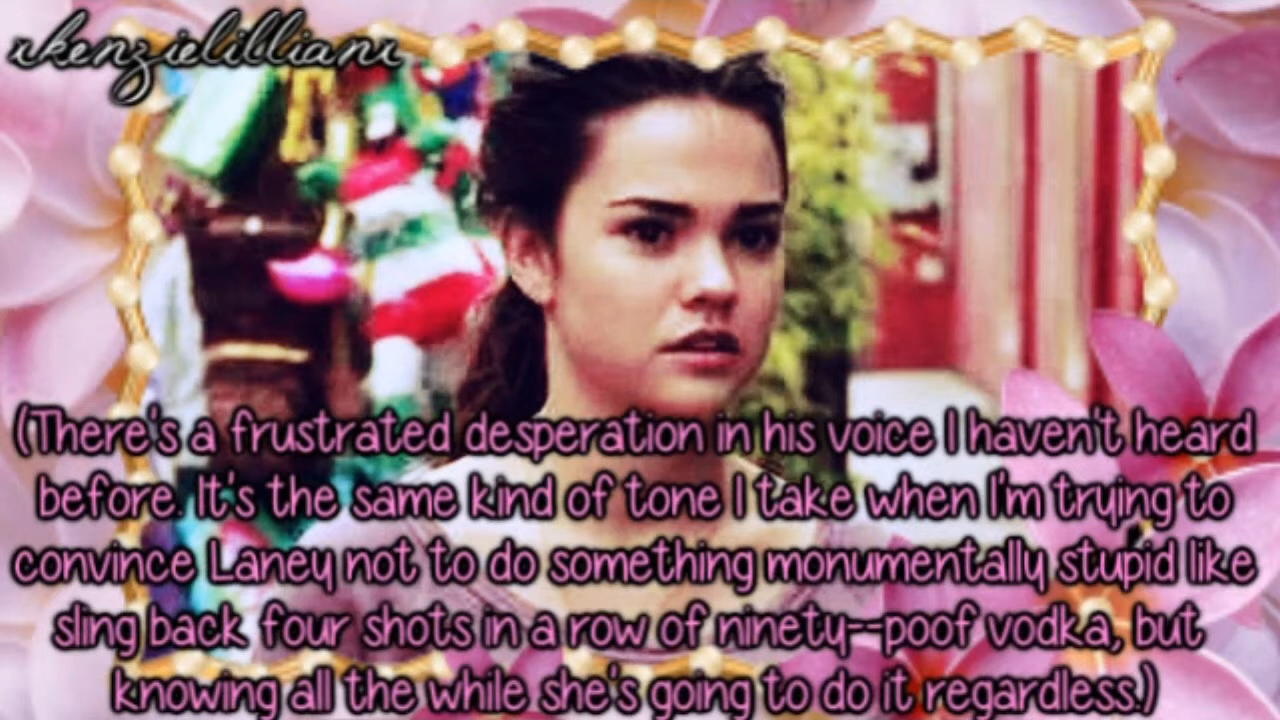 xkenzielillianx
(There's a frustrated desperation in his voice I haven't heard
before. It's the same kind of tone I take when I'm trying to
convince Laney not to do something monumentally stupid like
sling back four shots in a row of ninety--poof vodka, but
knowing all the while she's going to do it regardless.)